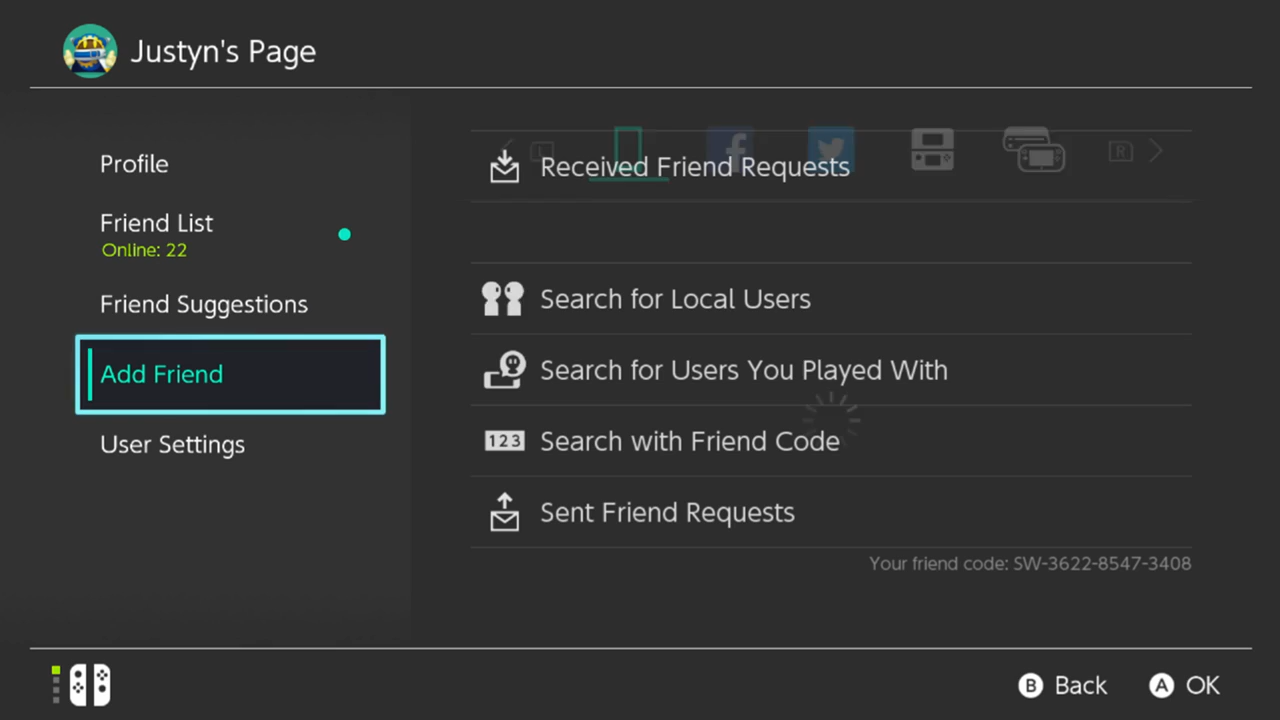 Justyn's Page
Profile
Friend List
Online: 22
Friend Suggestions
Add Friend
User Settings
L
f
R
Received Friend Requests
Search for Local Users
Search for Users You Played With
123
Search with Friend Code
Sent Friend Requests
Your friend code: SW-3622-8547-3408
B Back
A OK